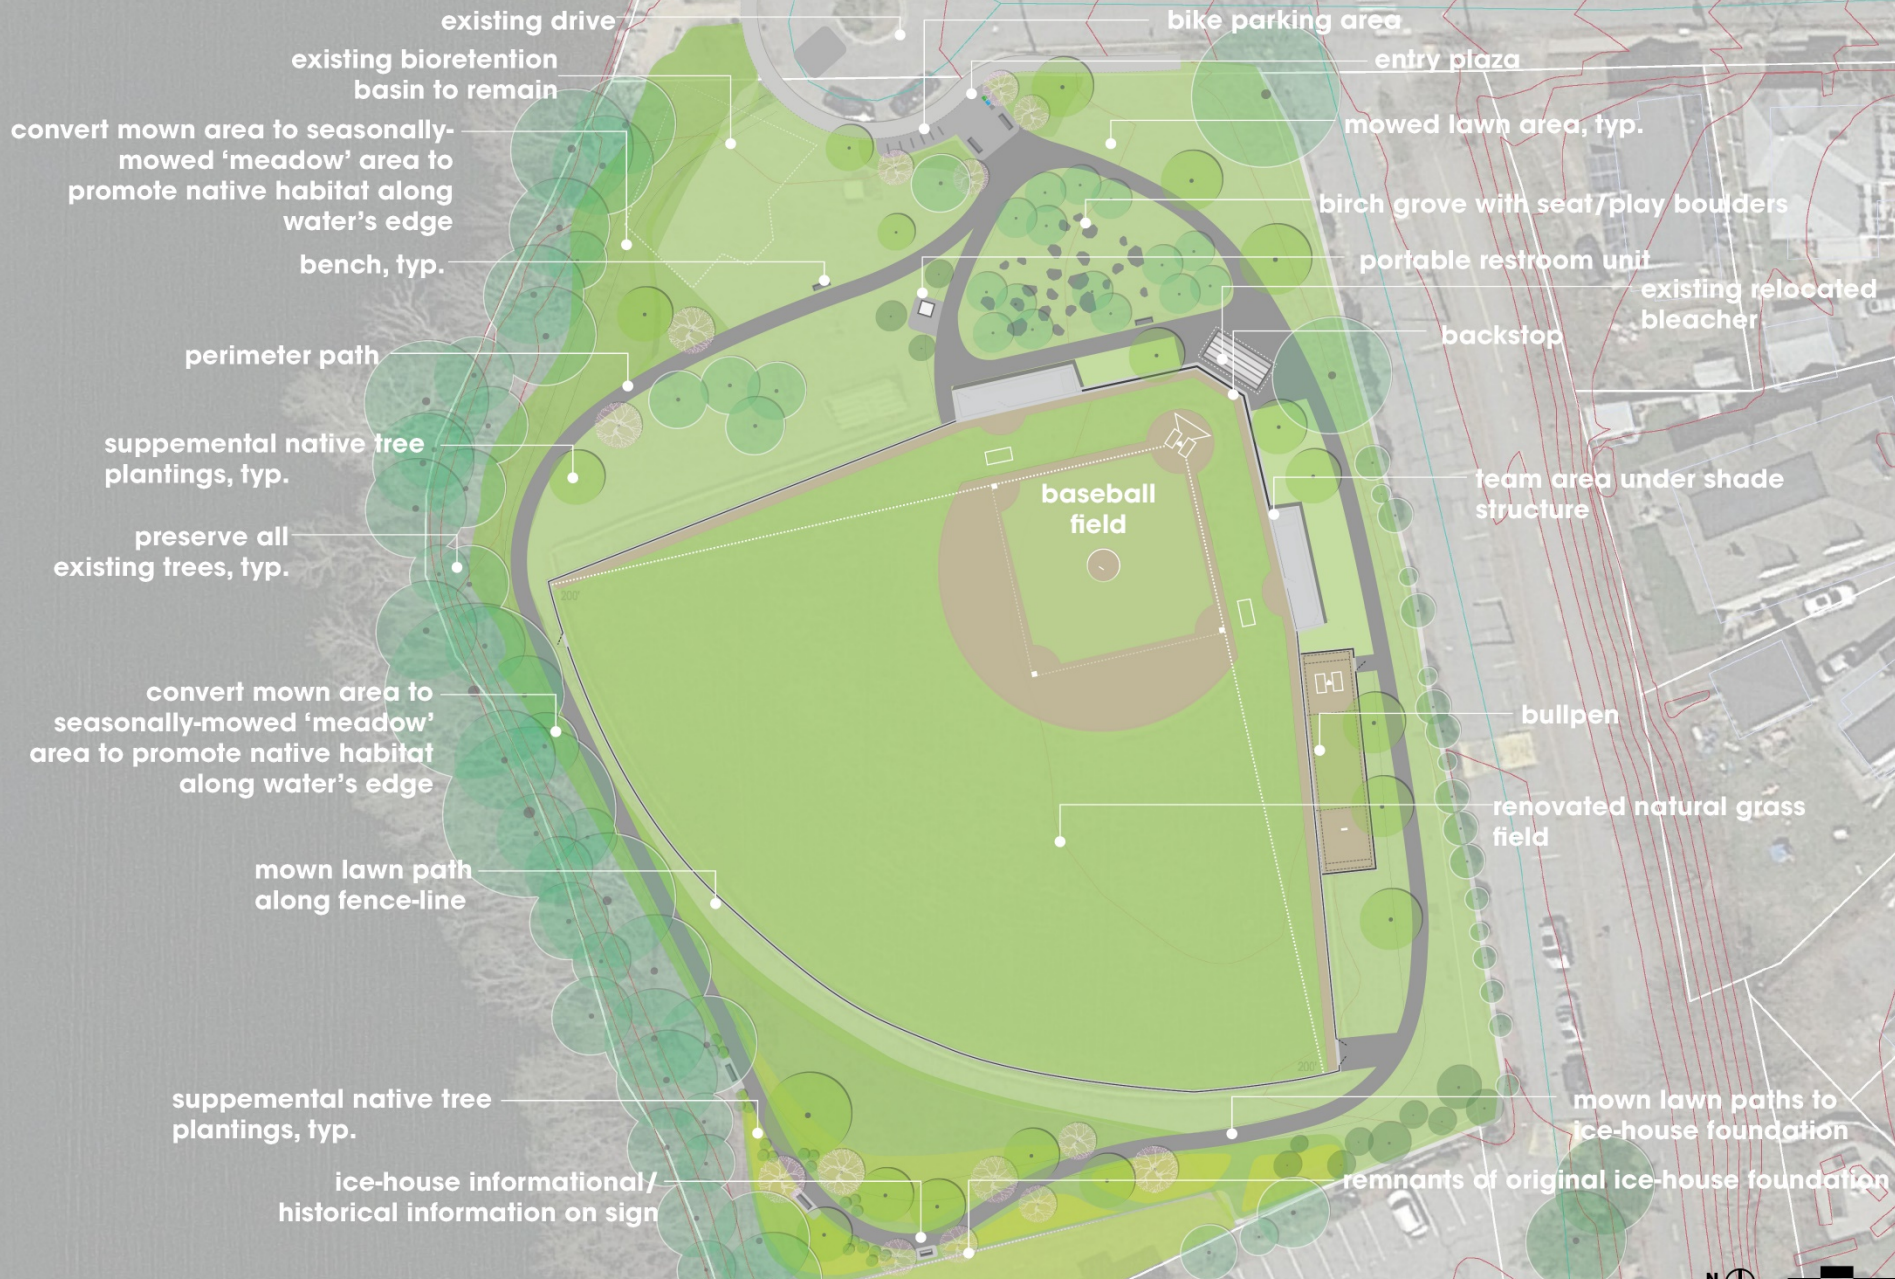 existing drive
existing bioretention
basin to remain
convert mown area to seasonally-
mowed ‘meadow’ area to
promote native habitat along
water’s edge
bench, typ.
perimeter path
suppemental native tree
plantings, typ.
preserve all
existing trees, typ.
convert mown area to
seasonally-mowed ‘meadow’
area to promote native habitat
along water’s edge
mown lawn path
along fence-line
suppemental native tree
plantings, typ.
ice-house informational/
historical information on sign
bike parking area
entry plaza
mowed lawn area, typ.
birch grove with seat/play boulders
portable restroom unit
existing relocated
bleacher
backstop
team area under shade
structure
baseball
field
200'
bullpen
renovated natural grass
field
200'
mown lawn paths to
ice-house foundation
remnants of original ice-house foundation
N